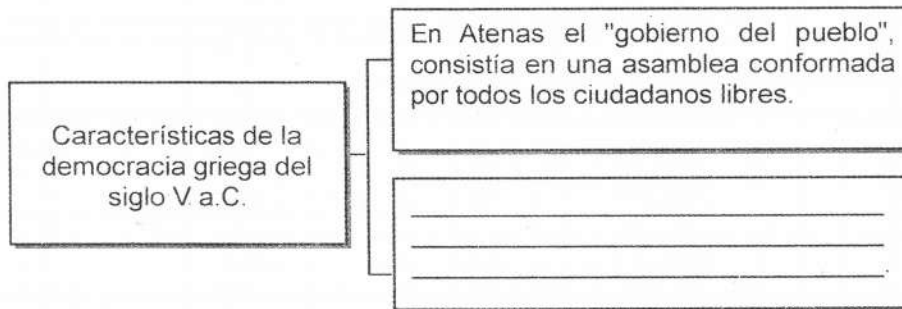 Características de la
democracia griega del
siglo V. a.C.
En Atenas el "gobierno del pueblo",
consistía en una asamblea conformada
por todos los ciudadanos libres.